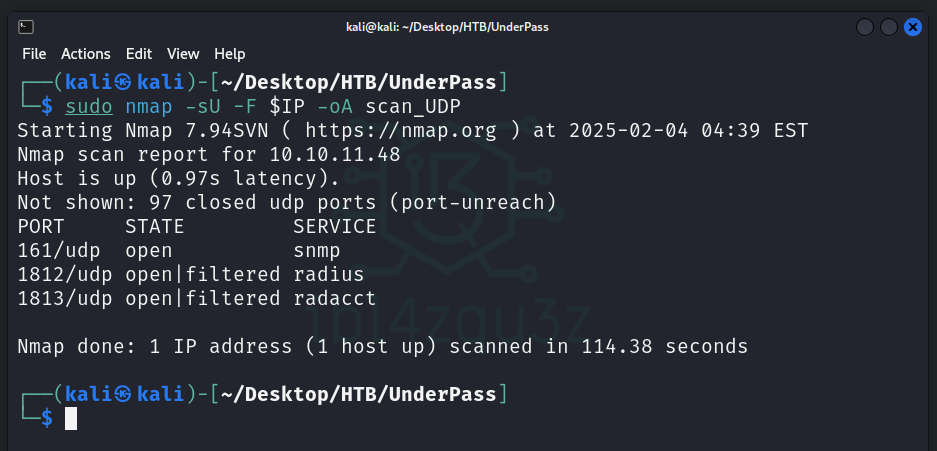 kali@kali: ~/Desktop/HTB/UnderPass
File Actions Edit View Help
┌──(kali㉿kali)-[~/Desktop/HTB/UnderPass]
└─$ sudo nmap -sU -F $IP -oA scan_UDP
Starting Nmap 7.94SVN ( https://nmap.org ) at 2025-02-04 04:39 EST
Nmap scan report for 10.10.11.48
Host is up (0.97s latency).
Not shown: 97 closed udp ports (port-unreach)
PORT     STATE         SERVICE
161/udp  open          snmp
1812/udp open|filtered radius
1813/udp open|filtered radacct
Nmap done: 1 IP address (1 host up) scanned in 114.38 seconds
┌──(kali㉿kali)-[~/Desktop/HTB/UnderPass]
└─$